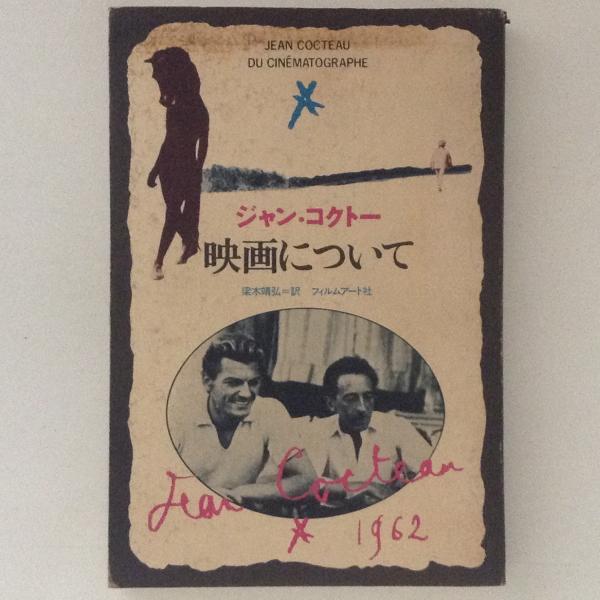 JEAN COCTEAU
DU CINÉMATOGRAPHE
ジャン・コクトー
映画について
梁木靖弘＝訳 フィルムアート社
Jean Cocteau
1962